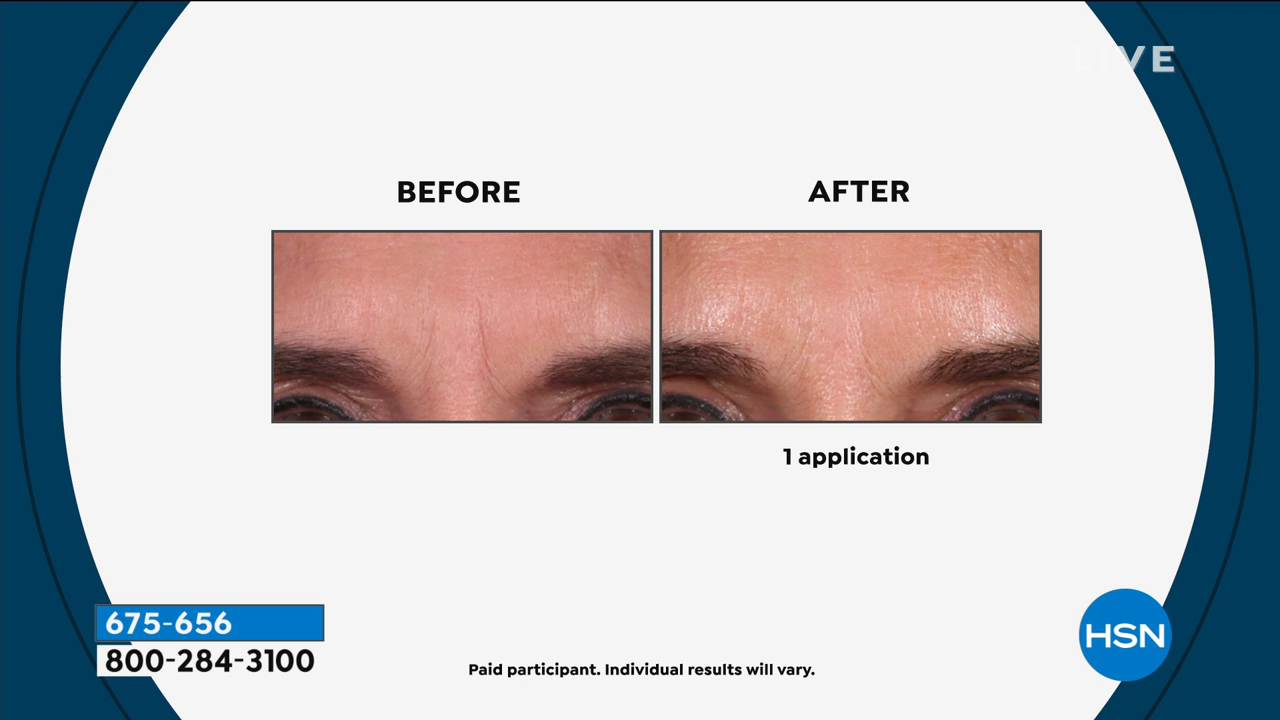 LIVE
BEFORE
AFTER
1 application
675-656
800-284-3100
Paid participant. Individual results will vary.
HSN